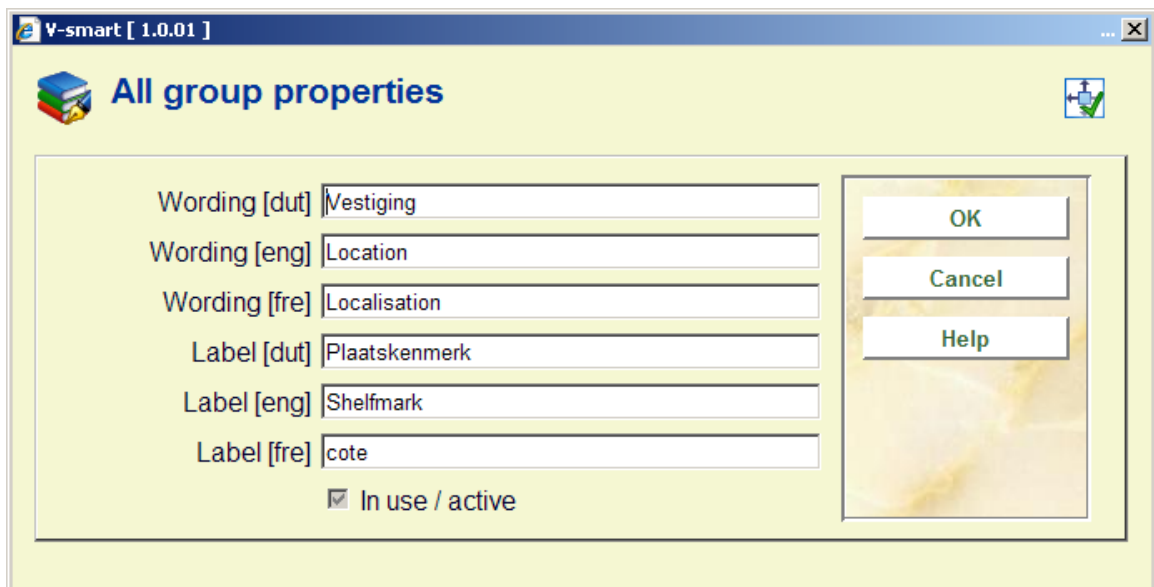 V-smart [ 1.0.01 ]
...
All group properties
Wording [dut] Vestiging
Wording [eng] Location
Wording [fre] Localisation
Label [dut] Plaatskenmerk
Label [eng] Shelfmark
Label [fre] cote
In use / active
OK
Cancel
Help